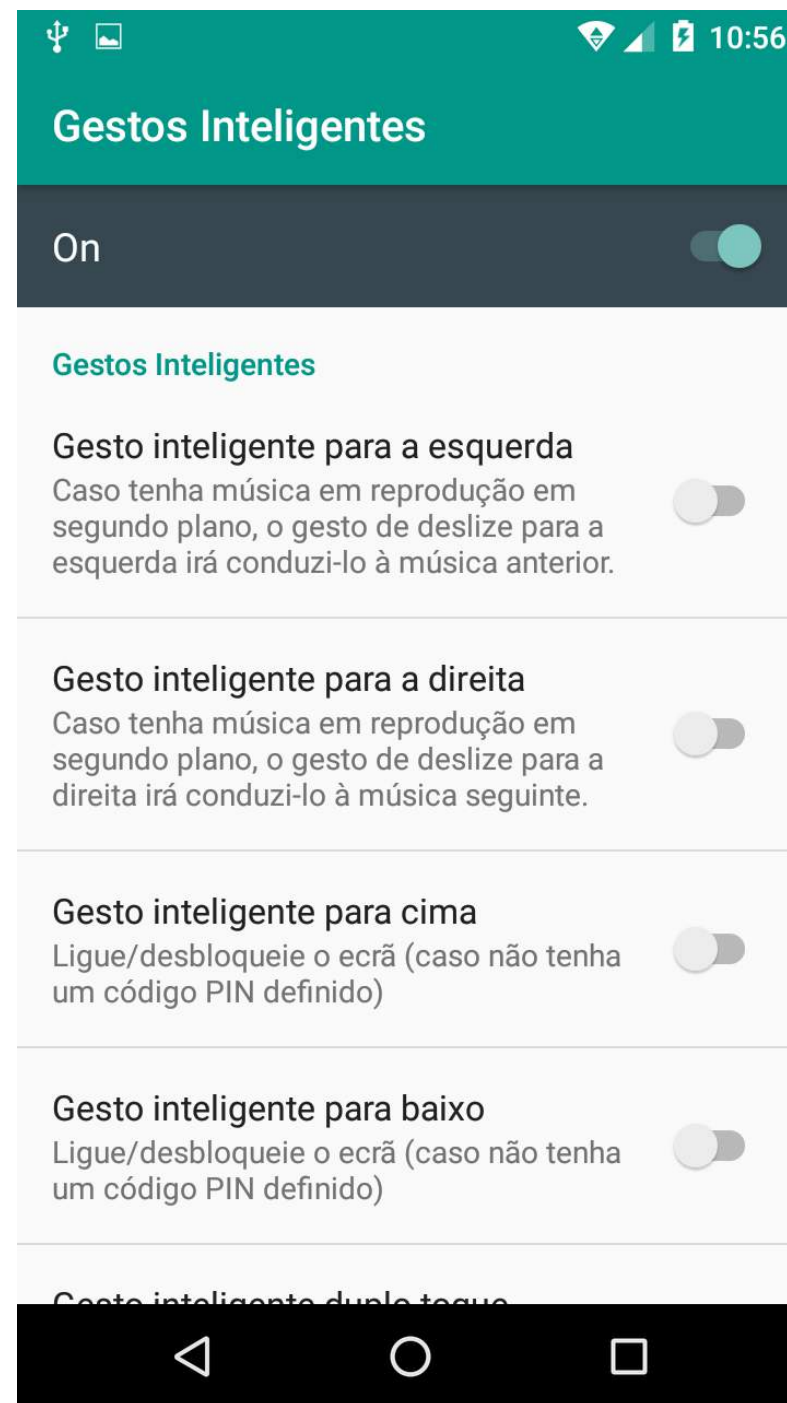 10:56
Gestos Inteligentes
On
Gestos Inteligentes
Gesto inteligente para a esquerda
Caso tenha música em reprodução em
segundo plano, o gesto de deslize para a
esquerda irá conduzi-lo à música anterior.
Gesto inteligente para a direita
Caso tenha música em reprodução em
segundo plano, o gesto de deslize para a
direita irá conduzi-lo à música seguinte.
Gesto inteligente para cima
Ligue/desbloqueie o ecrã (caso não tenha
um código PIN definido)
Gesto inteligente para baixo
Ligue/desbloqueie o ecrã (caso não tenha
um código PIN definido)
Gesto inteligente duplo toque